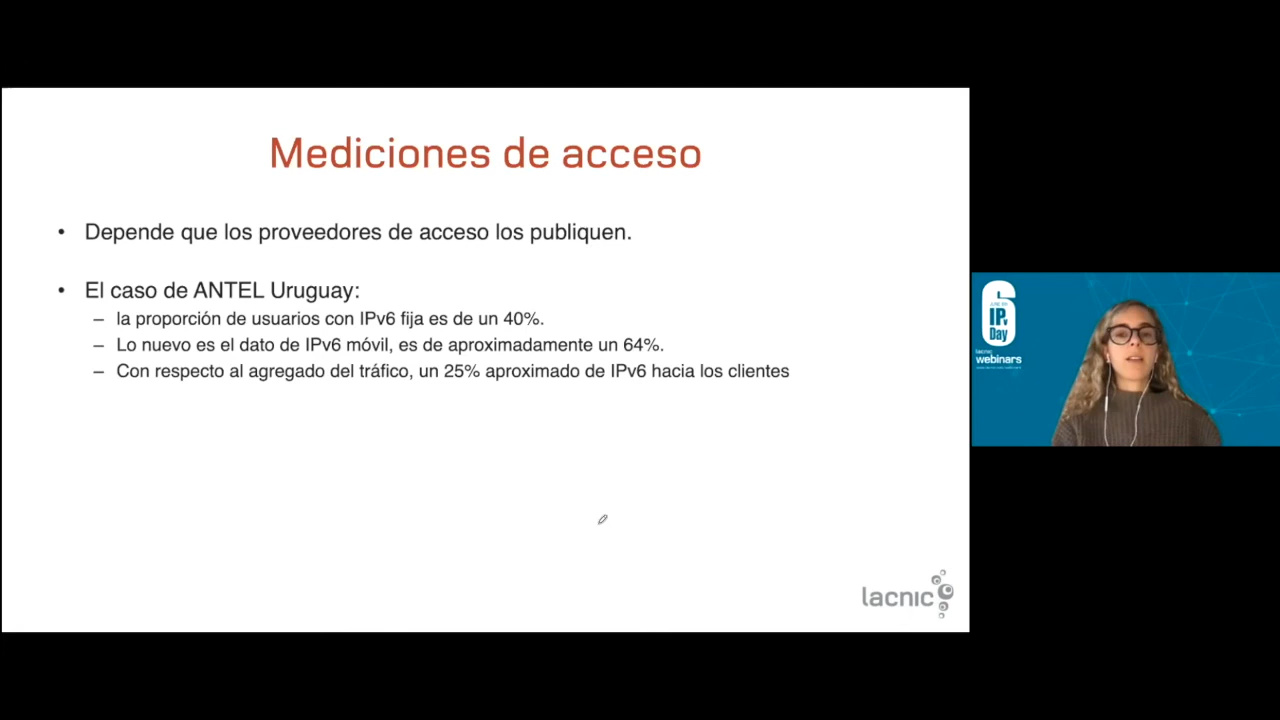 Mediciones de acceso
• Depende que los proveedores de acceso los publiquen.
• El caso de ANTEL Uruguay:
– la proporción de usuarios con IPv6 fija es de un 40%.
– Lo nuevo es el dato de IPv6 móvil, es de aproximadamente un 64%.
– Con respecto al agregado del tráfico, un 25% aproximado de IPv6 hacia los clientes
lacnic
6
IPv
Day
lacnic
webinars